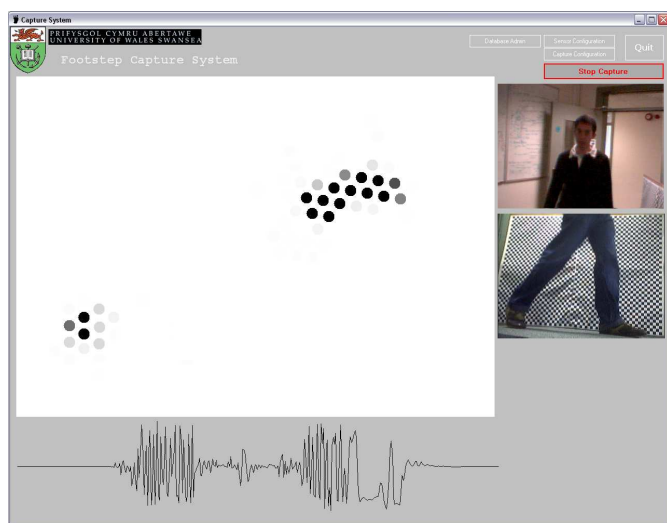 Capture System
PRIFYSGOL CYMRU ABERTAWE
UNIVERSITY OF WALES SWANSEA
Footstep Capture System
Database Admin
Sensor Configuration
Capture Configuration
Quit
Stop Capture